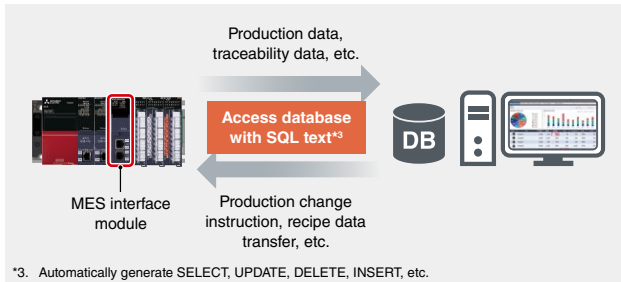 Production data,
traceability data, etc.
Access database
with SQL text*3
DB
MES interface
module
Production change
instruction, recipe data
transfer, etc.
*3. Automatically generate SELECT, UPDATE, DELETE, INSERT, etc.